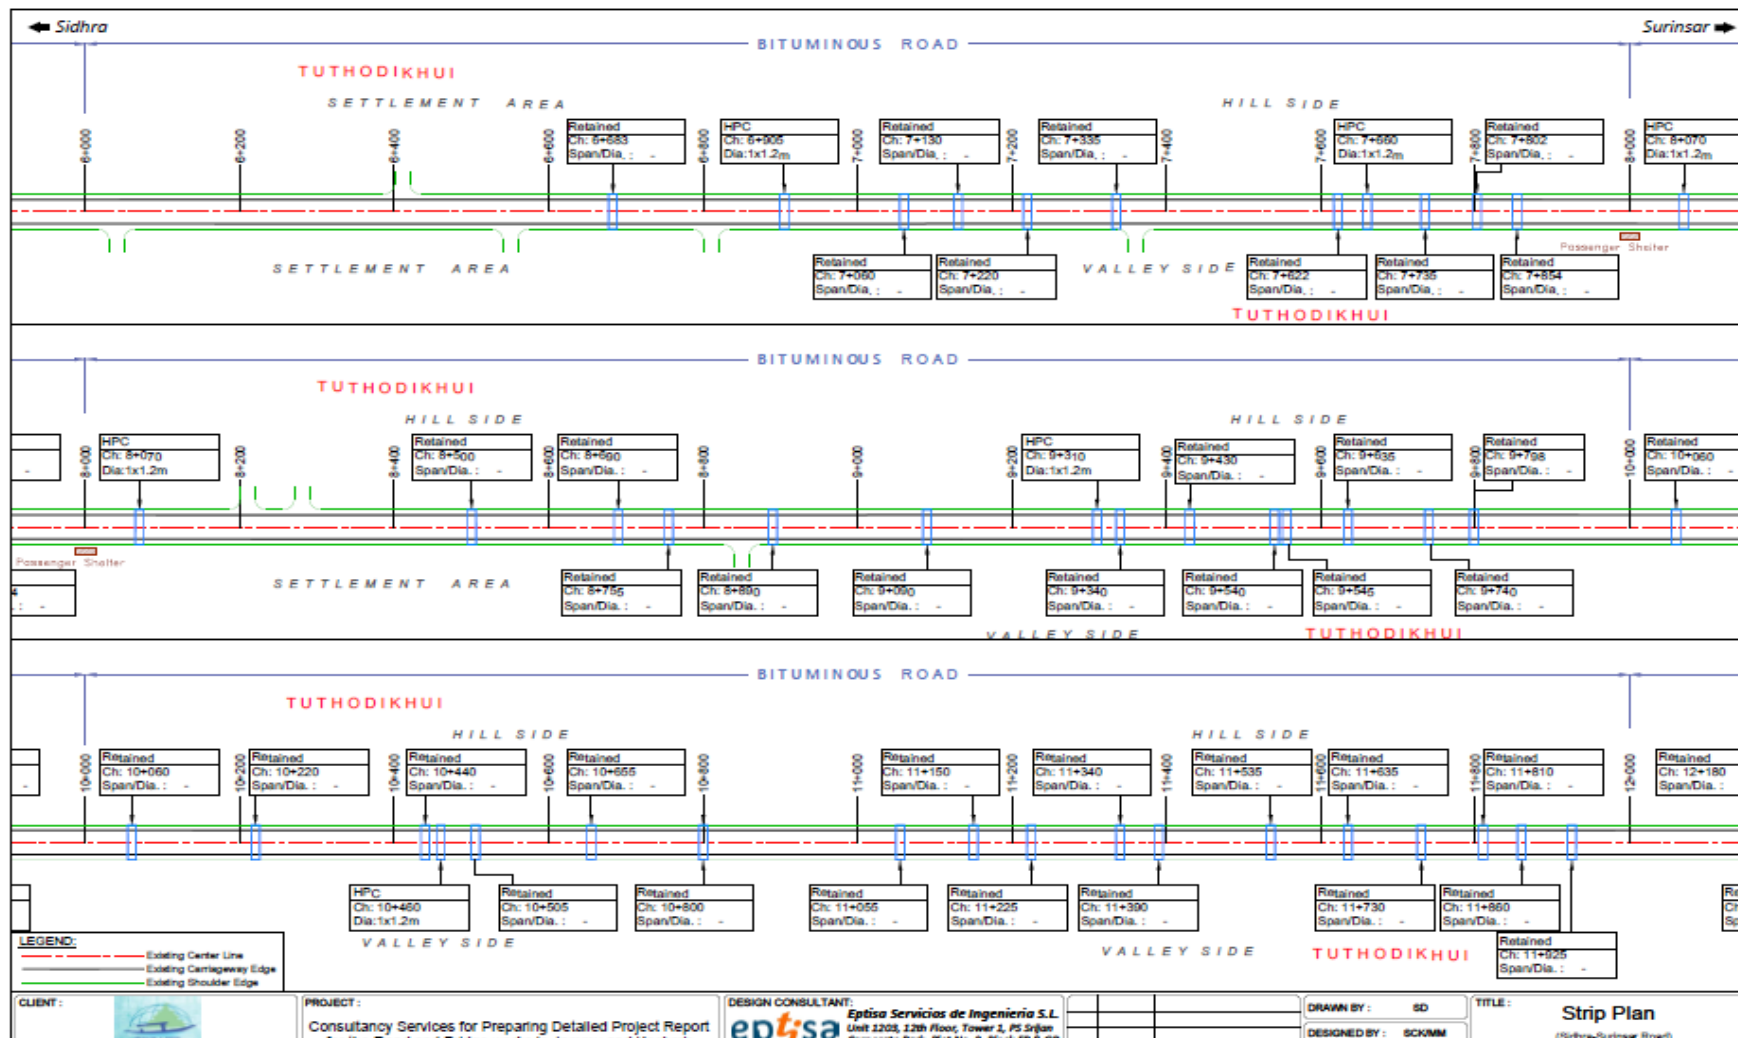 Sidhra
Surinsar
BITUMINOUS ROAD
TUTHODIKHUI
SETTLEMENT AREA
HILL SIDE
6+000
6+200
6+400
6+600
6+800
7+000
7+200
7+400
7+600
7+800
8+000
Retained
Ch: 6+683
Span/Dia. : -
HPC
Ch: 6+905
Dia:1x1.2m
Retained
Ch: 7+130
Span/Dia. : -
Retained
Ch: 7+335
Span/Dia. : -
HPC
Ch: 7+660
Dia:1x1.2m
Retained
Ch: 7+802
Span/Dia. : -
HPC
Ch: 8+070
Dia:1x1.2m
Passenger Shelter
SETTLEMENT AREA
Retained
Ch: 7+060
Span/Dia. : -
Retained
Ch: 7+220
Span/Dia. : -
VALLEY SIDE
Retained
Ch: 7+622
Span/Dia. : -
Retained
Ch: 7+735
Span/Dia. : -
Retained
Ch: 7+854
Span/Dia. : -
TUTHODIKHUI
BITUMINOUS ROAD
TUTHODIKHUI
HILL SIDE
HILL SIDE
-
8+000
8+200
8+400
8+600
8+800
9+000
9+200
9+400
9+600
9+800
10+000
HPC
Ch: 8+070
Dia:1x1.2m
Retained
Ch: 8+500
Span/Dia. : -
Retained
Ch: 8+690
Span/Dia. : -
HPC
Ch: 9+310
Dia:1x1.2m
Retained
Ch: 9+430
Span/Dia. : -
Retained
Ch: 9+635
Span/Dia. : -
Retained
Ch: 9+798
Span/Dia. : -
Retained
Ch: 10+060
Span/Dia. : -
Passenger Shelter
4
. : -
SETTLEMENT AREA
Retained
Ch: 8+755
Span/Dia. : -
Retained
Ch: 8+890
Span/Dia. : -
Retained
Ch: 9+090
Span/Dia. : -
Retained
Ch: 9+340
Span/Dia. : -
Retained
Ch: 9+540
Span/Dia. : -
Retained
Ch: 9+545
Span/Dia. : -
Retained
Ch: 9+740
Span/Dia. : -
VALLEY SIDE
TUTHODIKHUI
BITUMINOUS ROAD
TUTHODIKHUI
HILL SIDE
HILL SIDE
-
10+000
10+200
10+400
10+600
10+800
11+000
11+200
11+400
11+600
11+800
12+000
Retained
Ch: 10+060
Span/Dia. : -
Retained
Ch: 10+220
Span/Dia. : -
Retained
Ch: 10+440
Span/Dia. : -
Retained
Ch: 10+655
Span/Dia. : -
Retained
Ch: 11+150
Span/Dia. : -
Retained
Ch: 11+340
Span/Dia. : -
Retained
Ch: 11+535
Span/Dia. : -
Retained
Ch: 11+635
Span/Dia. : -
Retained
Ch: 11+810
Span/Dia. : -
Retained
Ch: 12+180
Span/Dia. : -
HPC
Ch: 10+460
Dia:1x1.2m
Retained
Ch: 10+505
Span/Dia. : -
Retained
Ch: 10+800
Span/Dia. : -
Retained
Ch: 11+055
Span/Dia. : -
Retained
Ch: 11+225
Span/Dia. : -
Retained
Ch: 11+390
Span/Dia. : -
Retained
Ch: 11+730
Span/Dia. : -
Retained
Ch: 11+860
Span/Dia. : -
Re
Ch
Sp
VALLEY SIDE
VALLEY SIDE
TUTHODIKHUI
Retained
Ch: 11+925
Span/Dia. : -
LEGEND:
Existing Center Line
Existing Carriageway Edge
Existing Shoulder Edge
CLIENT :
PROJECT :
Consultancy Services for Preparing Detailed Project Report
DESIGN CONSULTANT:
eptisa
Eptisa Servicios de Ingenieria S.L.
Unit 1203, 12th Floor, Tower 1, PS Srijan
DRAWN BY : SD
DESIGNED BY : SCK/MM
TITLE :
Strip Plan
(Sidhra-Surinsar Road)